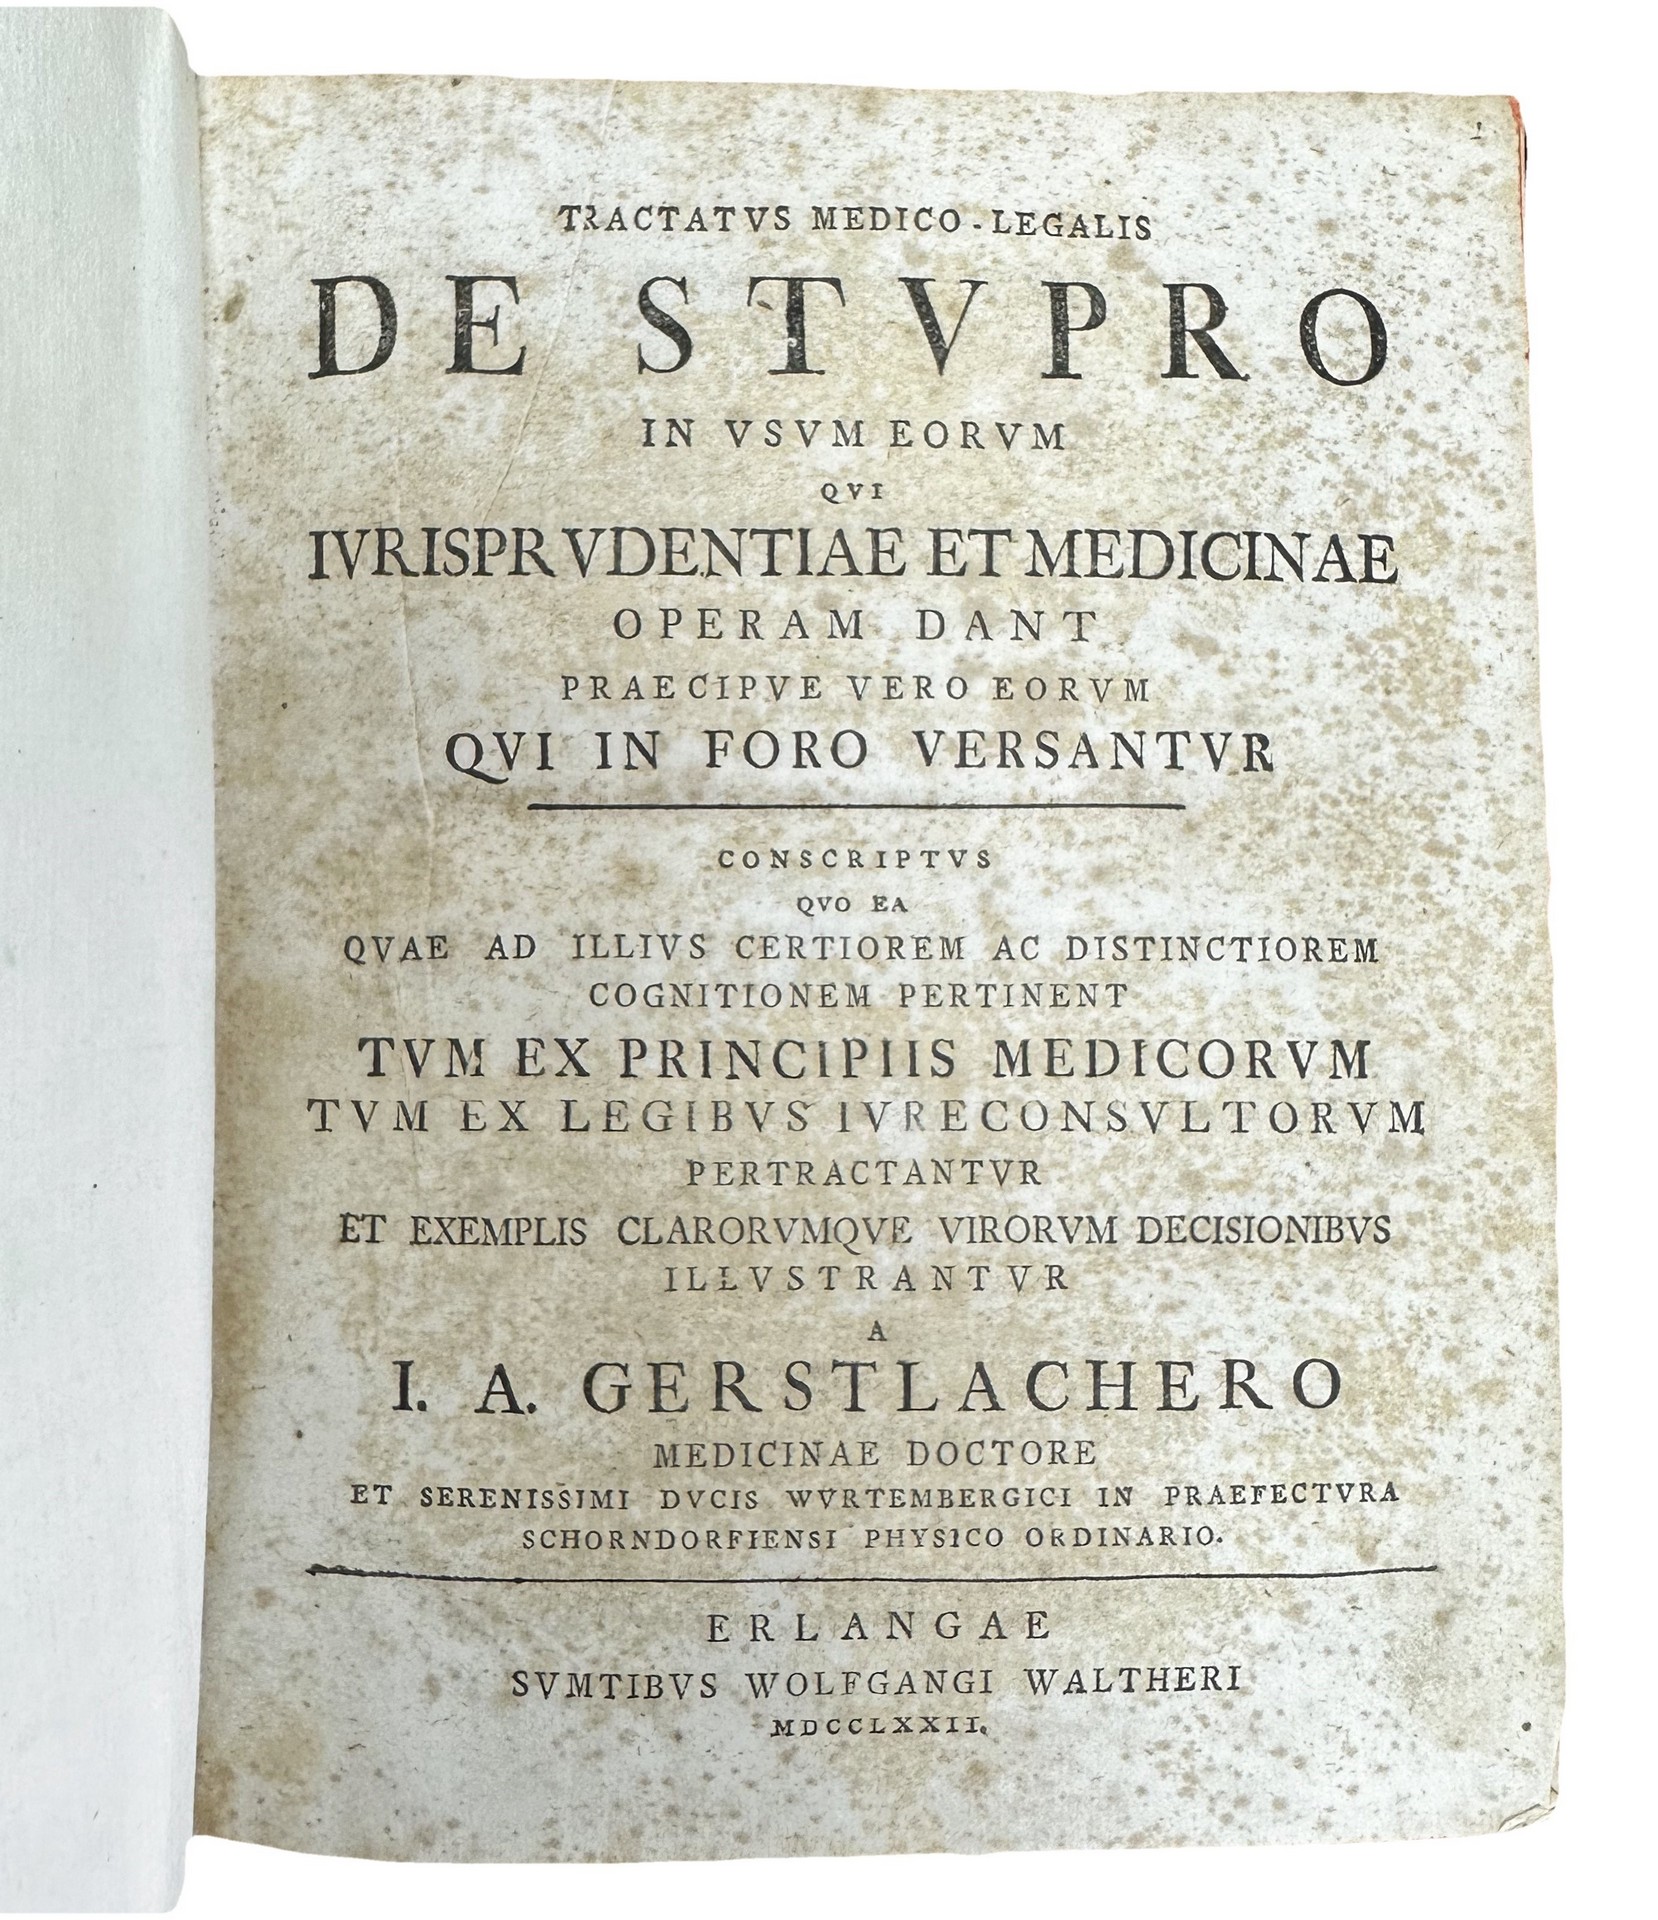 1
TRACTATVS MEDICO-LEGALIS
DE STVPRO
IN VSVM EORVM
QVI
IVRISPRVDENTIAE ET MEDICINAE
OPERAM DANT
PRAECIPVE VERO EORVM
QVI IN FORO VERSANTVR
CONSCRIPTVS
QVO EA
QVAE AD ILLIVS CERTIOREM AC DISTINCTIOREM
COGNITIONEM PERTINENT
TVM EX PRINCIPIIS MEDICORVM
TVM EX LEGIBVS IVRECONSVLTORVM
PERTRACTANTVR
ET EXEMPLIS CLARORVMQVE VIRORVM DECISIONIBVS
ILLVSTRANTVR
A
I. A. GERSTLACHERO
MEDICINAE DOCTORE
ET SERENISSIMI DVCIS WVRTEMBERGICI IN PRAEFECTVRA
SCHORNDORFIENSI PHYSICO ORDINARIO.
ERLANGAE
SVMTIBVS WOLFGANGI WALTHERI
MDCCLXXII.